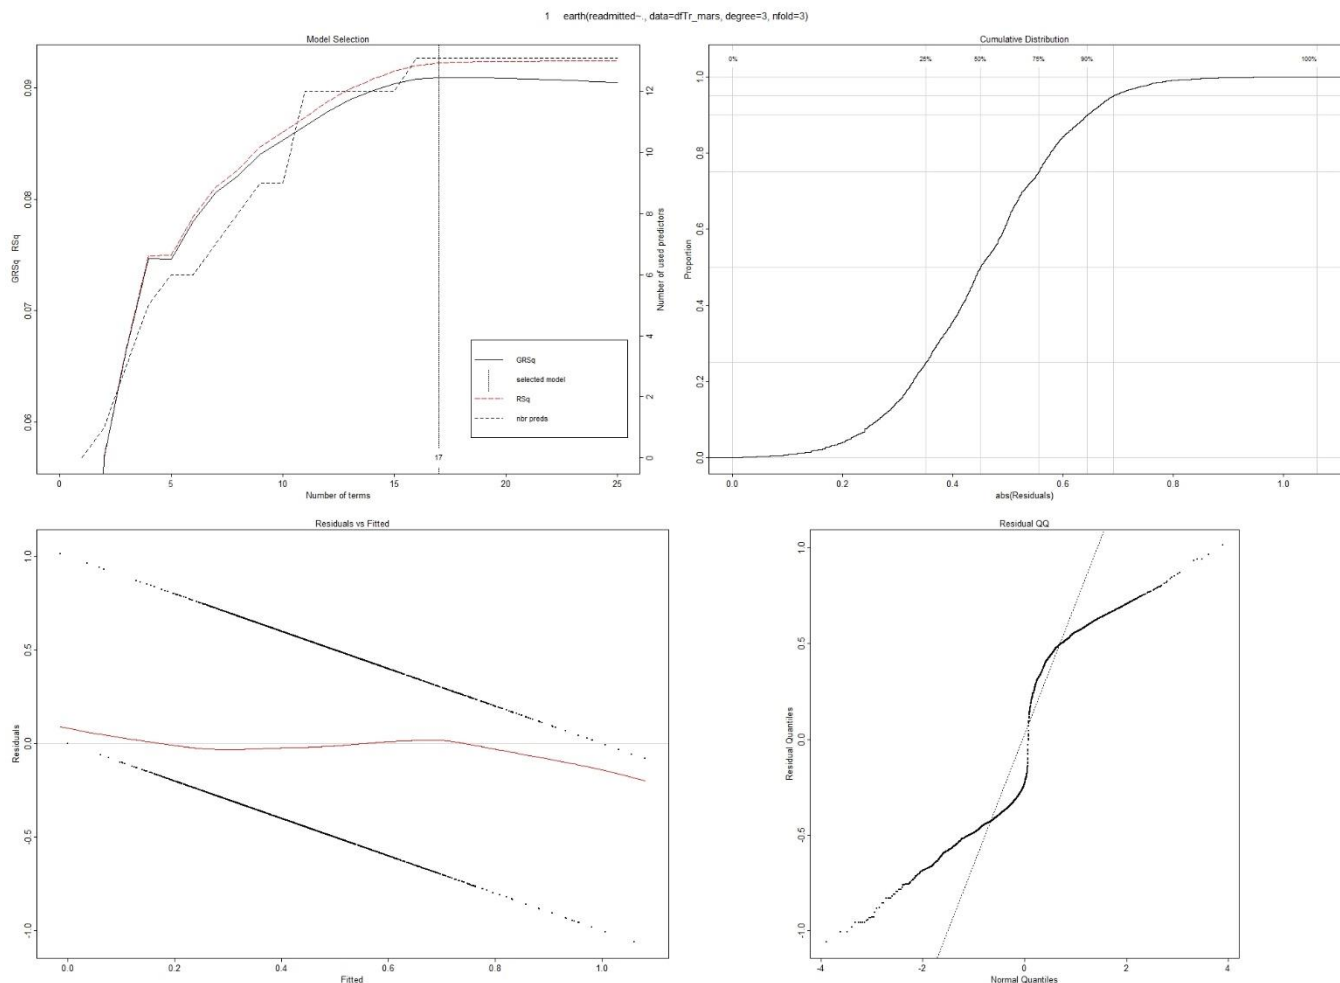 1 earth(readmitted~., data=dfTr_mars, degree=3, nfold=3)
Model Selection
GRSq RSq
0.06 0.07 0.08 0.09
Number of used predictors
0 2 4 6 8 10 12
GRSq
selected model
RSq
nbr preds
17
0 5 10 15 20 25
Number of terms
Cumulative Distribution
0% 25% 50% 75% 90% 100%
Proportion
0.0 0.2 0.4 0.6 0.8 1.0
0.0 0.2 0.4 0.6 0.8 1.0
abs(Residuals)
Residuals vs Fitted
Residuals
-1.0 -0.5 0.0 0.5 1.0
0.0 0.2 0.4 0.6 0.8 1.0
Fitted
Residual QQ
Residual Quantiles
-1.0 -0.5 0.0 0.5 1.0
-4 -2 0 2 4
Normal Quantiles